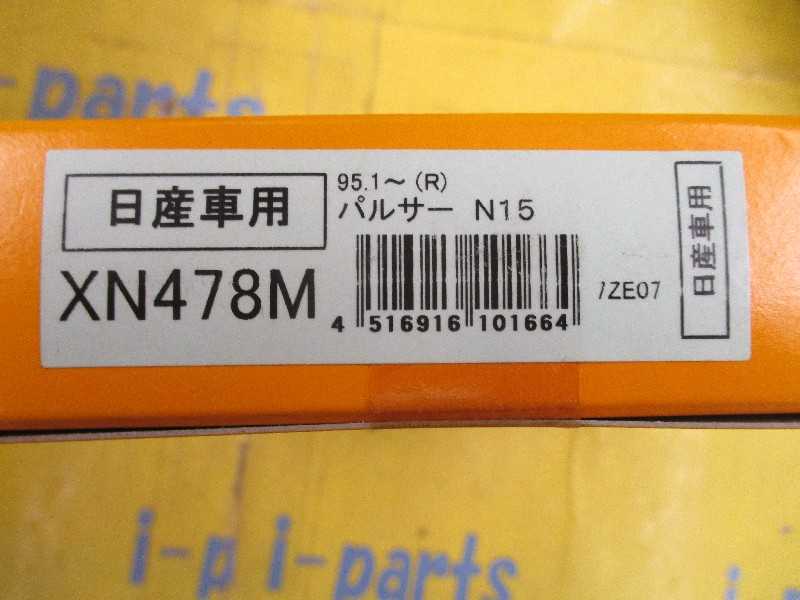 i-parts
日産車用
95.1～(R)
パルサー N15
XN478M
4 516916 101664
1ZE07
日産車用
i-p i-parts